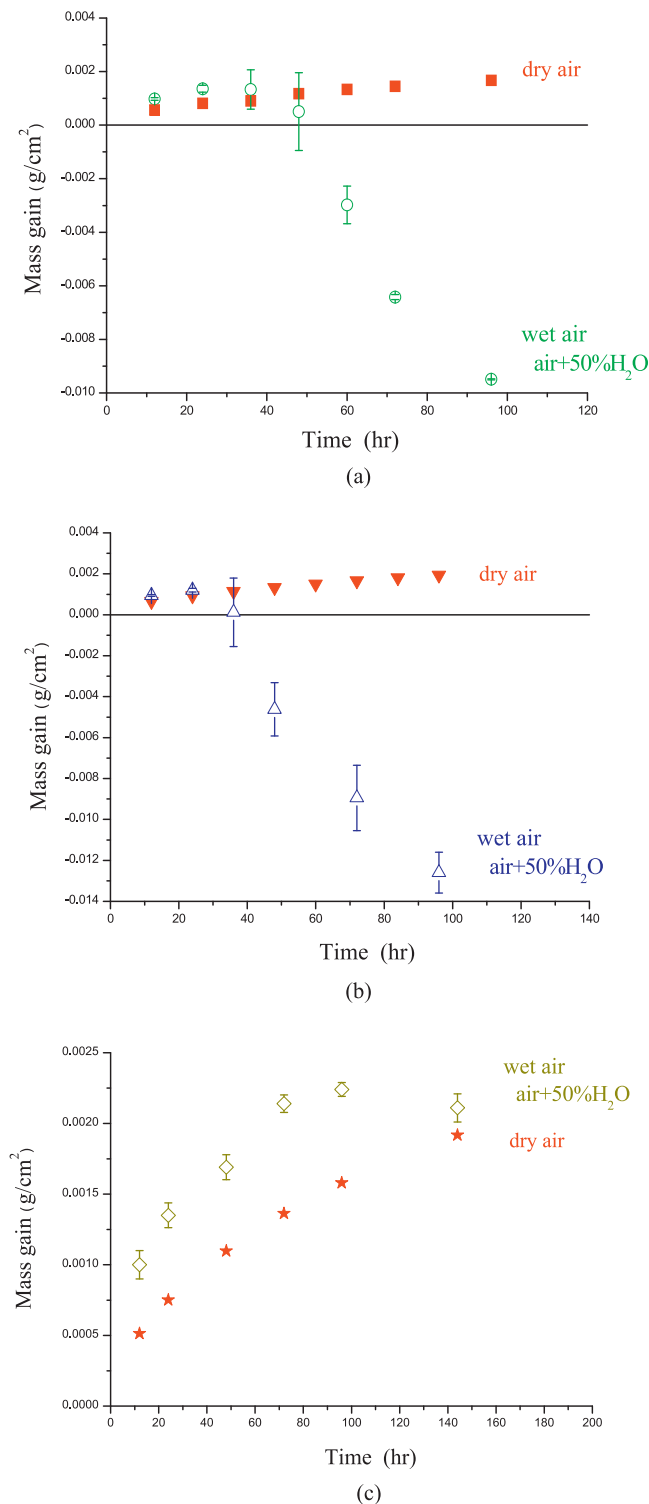 0.004
dry air
0.002
0.000
-0.002
-0.004
-0.006
-0.008
-0.010
Mass gain (g/cm²)
wet air
air+50%H₂O
0 20 40 60 80 100 120
Time (hr)
(a)
0.004
dry air
0.002
0.000
-0.002
-0.004
-0.006
-0.008
-0.010
-0.012
-0.014
Mass gain (g/cm²)
wet air
air+50%H₂O
0 20 40 60 80 100 120 140
Time (hr)
(b)
0.0025
wet air
air+50%H₂O
0.0020
dry air
0.0015
0.0010
0.0005
0.0000
Mass gain (g/cm²)
0 20 40 60 80 100 120 140 160 180 200
Time (hr)
(c)